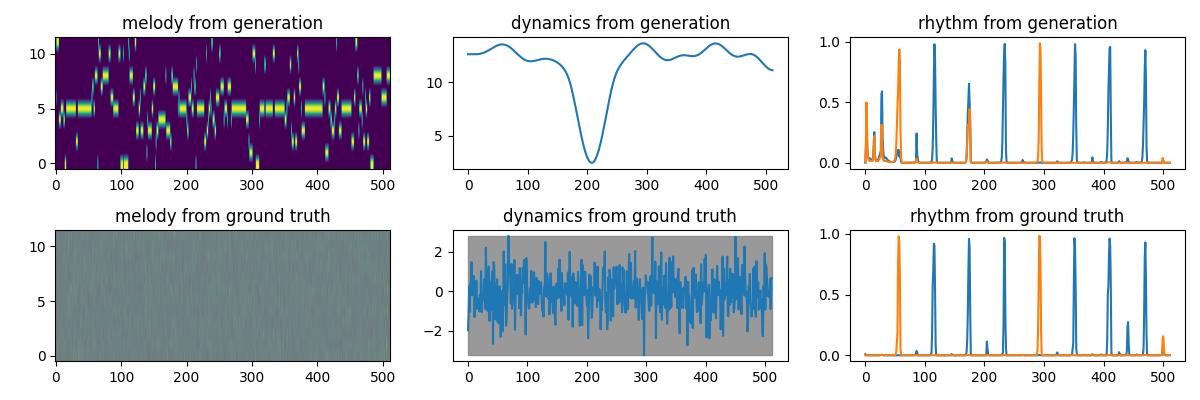 melody from generation
10
5
0
0 100 200 300 400 500
dynamics from generation
10
5
0 100 200 300 400 500
rhythm from generation
1.0
0.5
0.0
0 100 200 300 400 500
melody from ground truth
10
5
0
0 100 200 300 400 500
dynamics from ground truth
2
0
−2
0 100 200 300 400 500
rhythm from ground truth
1.0
0.5
0.0
0 100 200 300 400 500